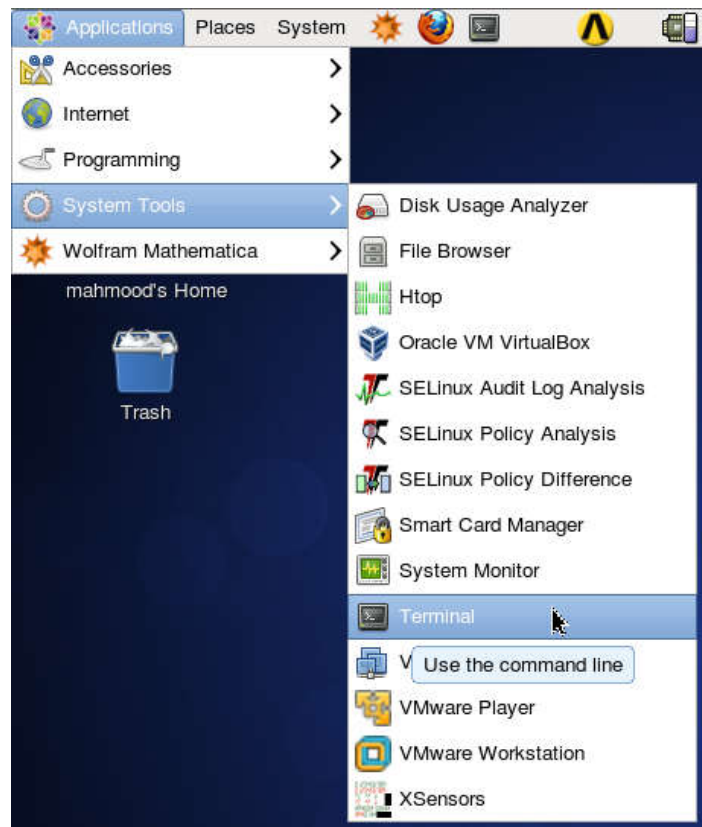 Applications Places System
Accessories
Internet
Programming
System Tools
Wolfram Mathematica
mahmood's Home
Trash
Disk Usage Analyzer
File Browser
Htop
Oracle VM VirtualBox
SELinux Audit Log Analysis
SELinux Policy Analysis
SELinux Policy Difference
Smart Card Manager
System Monitor
Terminal
V
Use the command line
VMware Player
VMware Workstation
XSensors